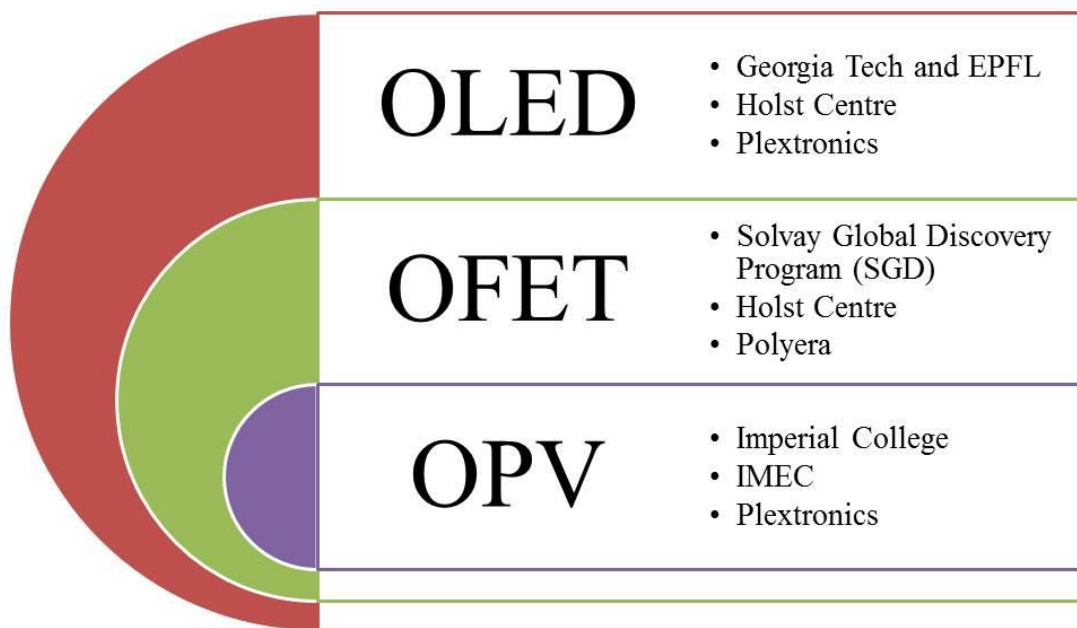 OLED
• Georgia Tech and EPFL
• Holst Centre
• Plextronics
OFET
• Solvay Global Discovery
Program (SGD)
• Holst Centre
• Polyera
OPV
• Imperial College
• IMEC
• Plextronics